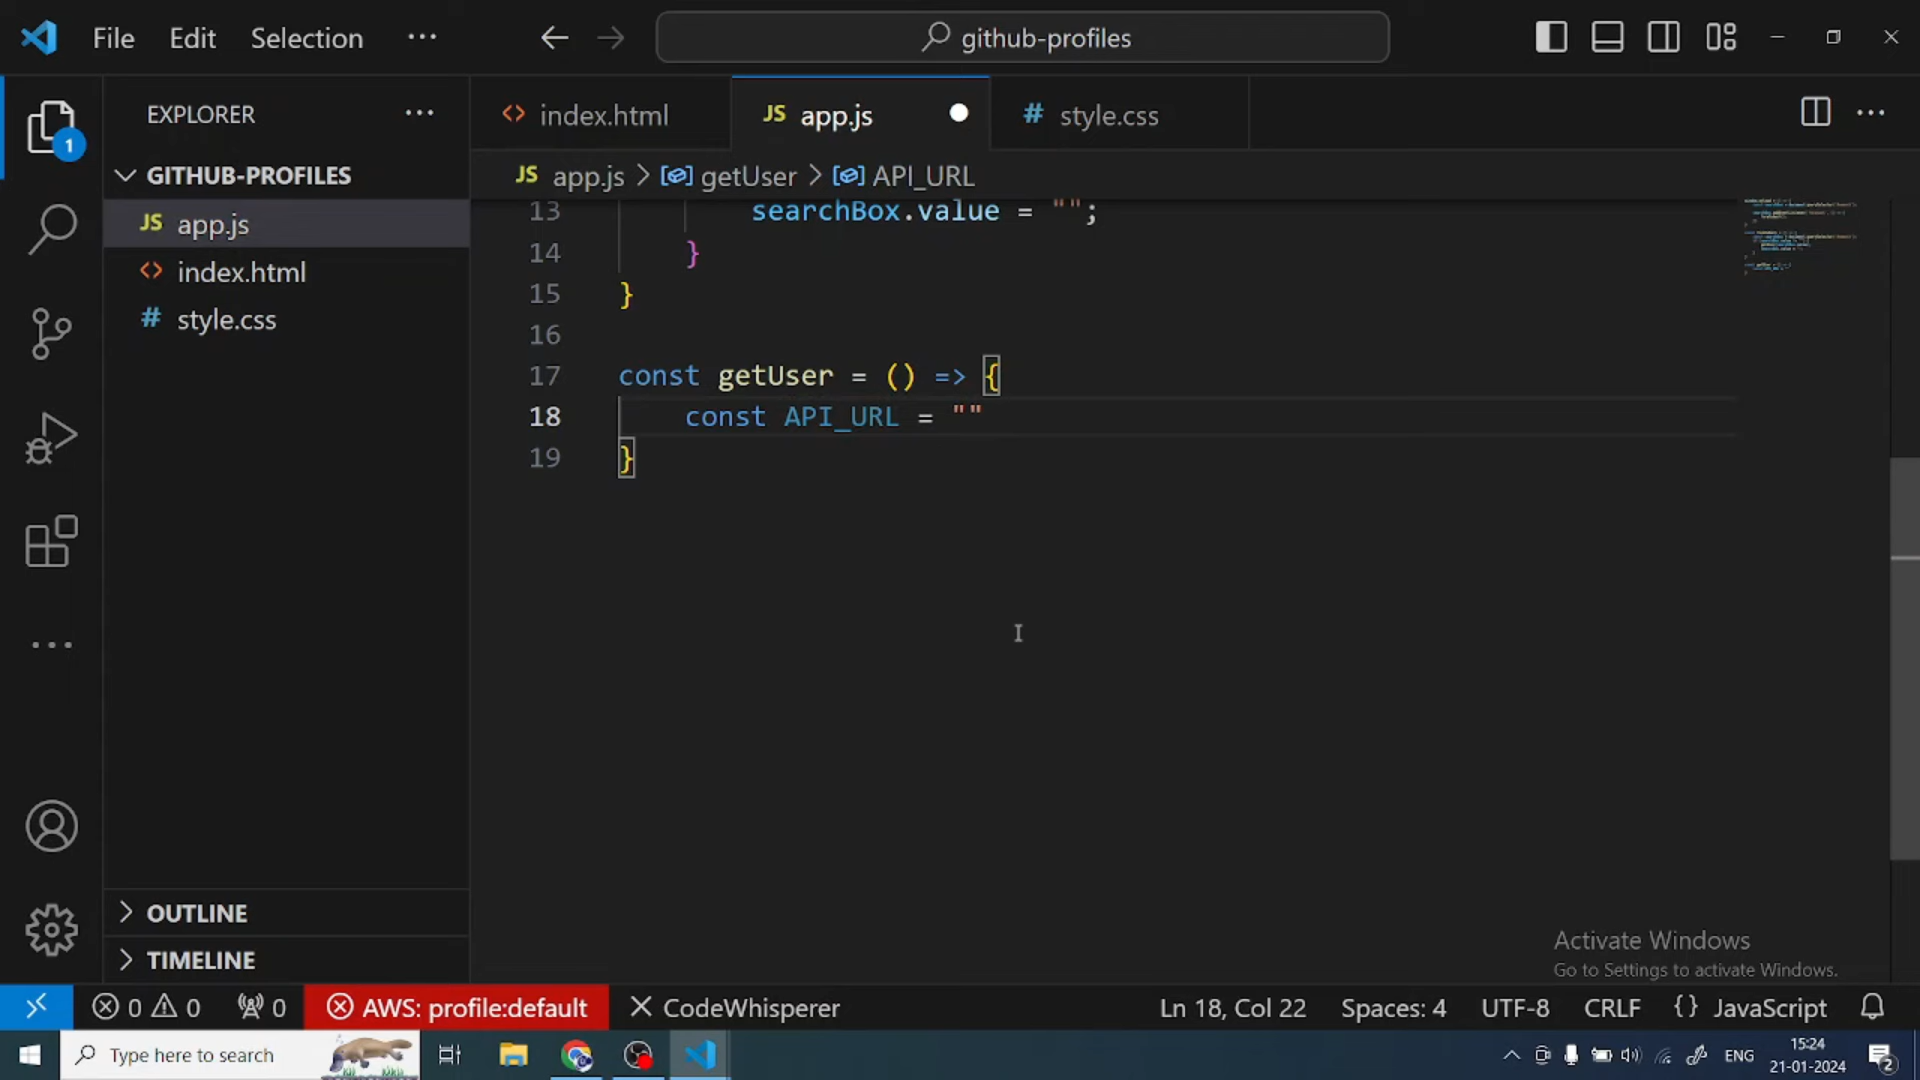 File Edit Selection ··· github-profiles
EXPLORER ···
index.html
JS app.js
# style.css
···
1
GITHUB-PROFILES
JS app.js > getUser > API_URL
JS app.js
<> index.html
# style.css
13 searchBox.value = "";
14 }
15 }
16
17 const getUser = () => {
18 const API_URL = ""
19 }
OUTLINE
TIMELINE
Activate Windows
Go to Settings to activate Windows.
0 0 0 AWS: profile:default CodeWhisperer Ln 18, Col 22 Spaces: 4 UTF-8 CRLF {} JavaScript
Type here to search
ENG
15:24
21-01-2024
2